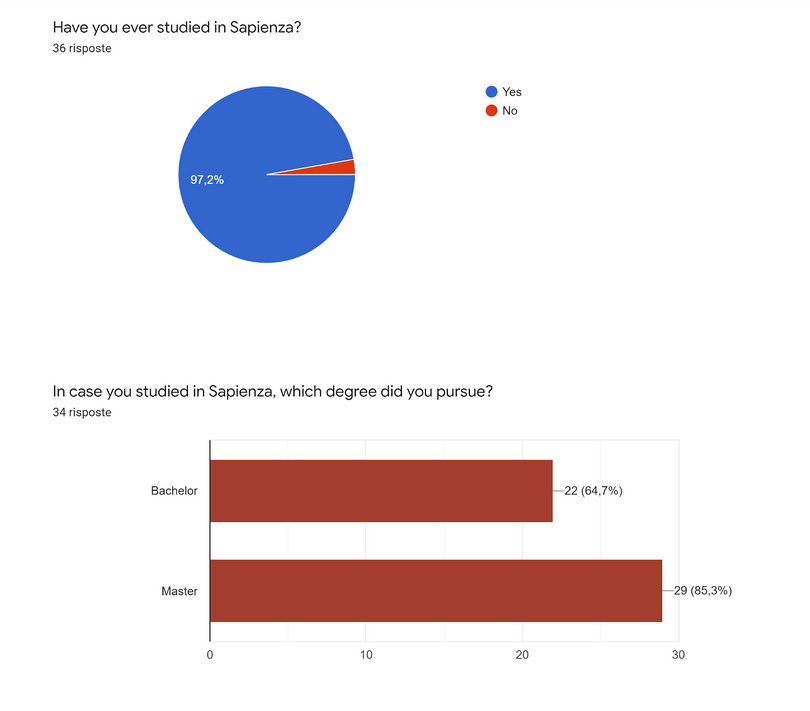 Have you ever studied in Sapienza?
36 risposte
Yes
No
97,2%
In case you studied in Sapienza, which degree did you pursue?
34 risposte
Bachelor
22 (64,7%)
Master
29 (85,3%)
0
10
20
30